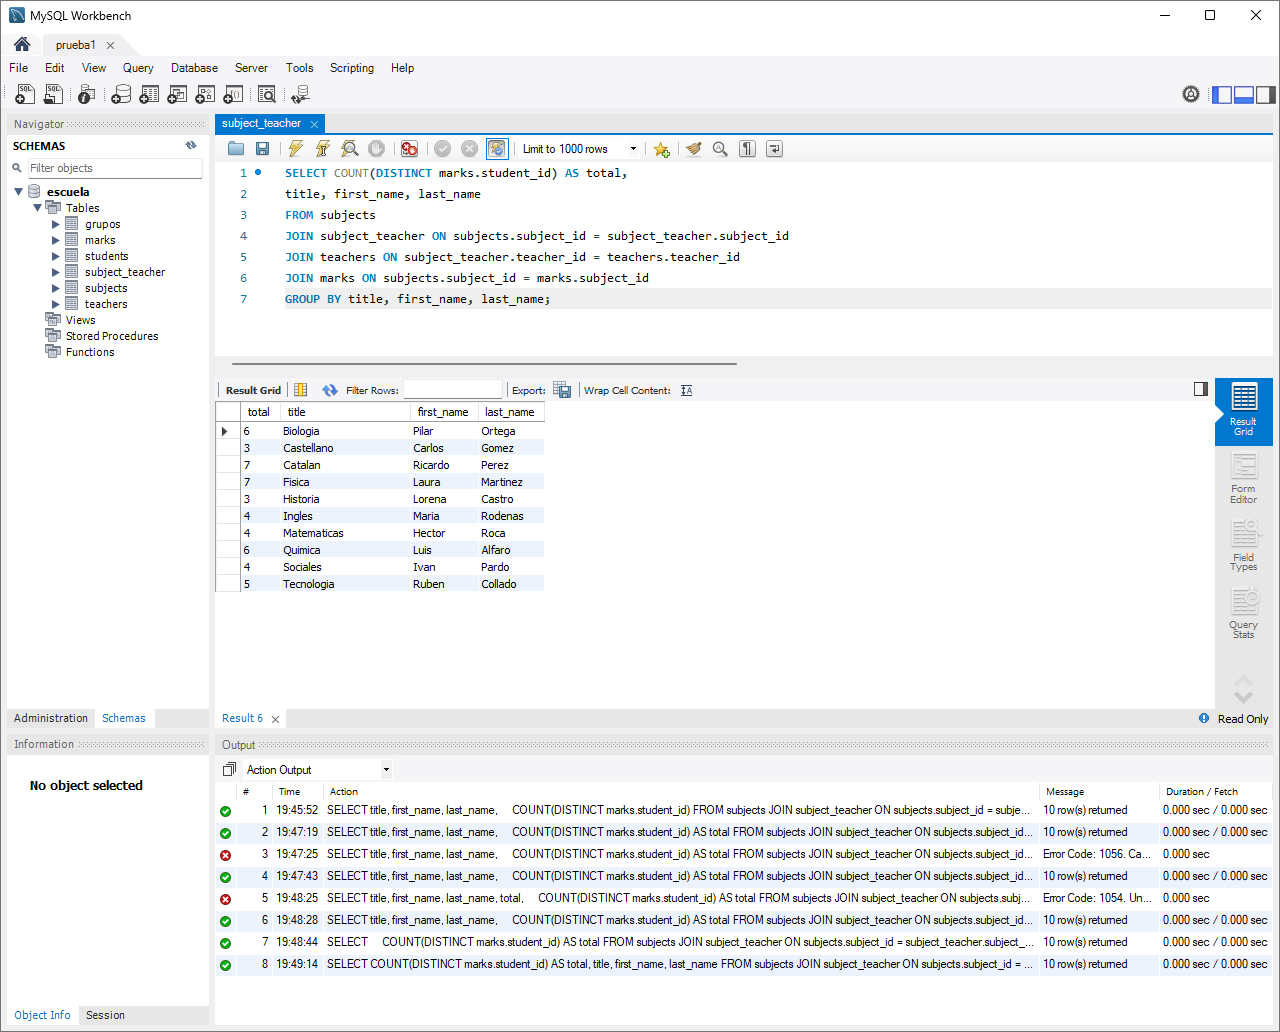 MySQL Workbench
prueba1
File Edit View Query Database Server Tools Scripting Help
Navigator
SCHEMAS
Filter objects
escuela
Tables
grupos
marks
students
subject_teacher
subjects
teachers
Views
Stored Procedures
Functions
Administration Schemas
Information
No object selected
Object Info Session
subject_teacher
Limit to 1000 rows
1 SELECT COUNT(DISTINCT marks.student_id) AS total,
2 title, first_name, last_name
3 FROM subjects
4 JOIN subject_teacher ON subjects.subject_id = subject_teacher.subject_id
5 JOIN teachers ON subject_teacher.teacher_id = teachers.teacher_id
6 JOIN marks ON subjects.subject_id = marks.subject_id
7 GROUP BY title, first_name, last_name;
Result Grid Filter Rows: Export: Wrap Cell Content:
total title first_name last_name
6 Biologia Pilar Ortega
3 Castellano Carlos Gomez
7 Catalan Ricardo Perez
7 Fisica Laura Martinez
3 Historia Lorena Castro
4 Ingles Maria Rodenas
4 Matematicas Hector Roca
6 Quimica Luis Alfaro
4 Sociales Ivan Pardo
5 Tecnologia Ruben Collado
Result
Grid
Form
Editor
Field
Types
Query
Stats
Result 6
Read Only
Output
Action Output
# Time Action Message Duration / Fetch
1 19:45:52 SELECT title, first_name, last_name, COUNT(DISTINCT marks.student_id) FROM subjects JOIN subject_teacher ON subjects.subject_id = subje... 10 row(s) returned 0.000 sec / 0.000 sec
2 19:47:19 SELECT title, first_name, last_name, COUNT(DISTINCT marks.student_id) AS total FROM subjects JOIN subject_teacher ON subjects.subject_id... 10 row(s) returned 0.000 sec / 0.000 sec
3 19:47:25 SELECT title, first_name, last_name, COUNT(DISTINCT marks.student_id) AS total FROM subjects JOIN subject_teacher ON subjects.subject_id... Error Code: 1056. Ca... 0.000 sec
4 19:47:43 SELECT title, first_name, last_name, COUNT(DISTINCT marks.student_id) AS total FROM subjects JOIN subject_teacher ON subjects.subject_id... 10 row(s) returned 0.000 sec / 0.000 sec
5 19:48:25 SELECT title, first_name, last_name, total, COUNT(DISTINCT marks.student_id) AS total FROM subjects JOIN subject_teacher ON subjects.subj... Error Code: 1054. Un... 0.000 sec
6 19:48:28 SELECT title, first_name, last_name, COUNT(DISTINCT marks.student_id) AS total FROM subjects JOIN subject_teacher ON subjects.subject_id... 10 row(s) returned 0.000 sec / 0.000 sec
7 19:48:44 SELECT COUNT(DISTINCT marks.student_id) AS total FROM subjects JOIN subject_teacher ON subjects.subject_id = subject_teacher.subject_... 10 row(s) returned 0.000 sec / 0.000 sec
8 19:49:14 SELECT COUNT(DISTINCT marks.student_id) AS total, title, first_name, last_name FROM subjects JOIN subject_teacher ON subjects.subject_id = ... 10 row(s) returned 0.000 sec / 0.000 sec